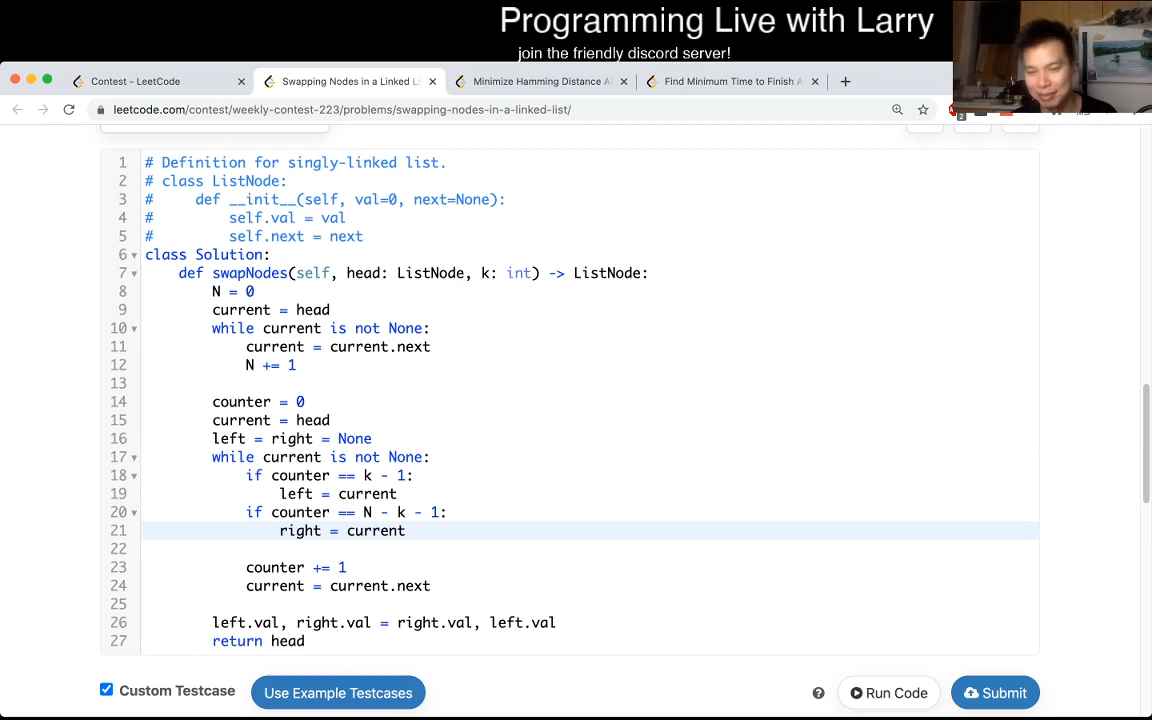 Programming Live with Larry
join the friendly discord server!
Contest - LeetCode
Swapping Nodes in a Linked Li
Minimize Hamming Distance A
Find Minimum Time to Finish A
leetcode.com/contest/weekly-contest-223/problems/swapping-nodes-in-a-linked-list/
2
1 # Definition for singly-linked list.
2 # class ListNode:
3 #     def __init__(self, val=0, next=None):
4 #         self.val = val
5 #         self.next = next
6 class Solution:
7     def swapNodes(self, head: ListNode, k: int) -> ListNode:
8         N = 0
9         current = head
10         while current is not None:
11             current = current.next
12             N += 1
13
14         counter = 0
15         current = head
16         left = right = None
17         while current is not None:
18             if counter == k - 1:
19                 left = current
20             if counter == N - k - 1:
21                 right = current
22
23             counter += 1
24             current = current.next
25
26         left.val, right.val = right.val, left.val
27         return head
Custom Testcase
Use Example Testcases
?
Run Code
Submit